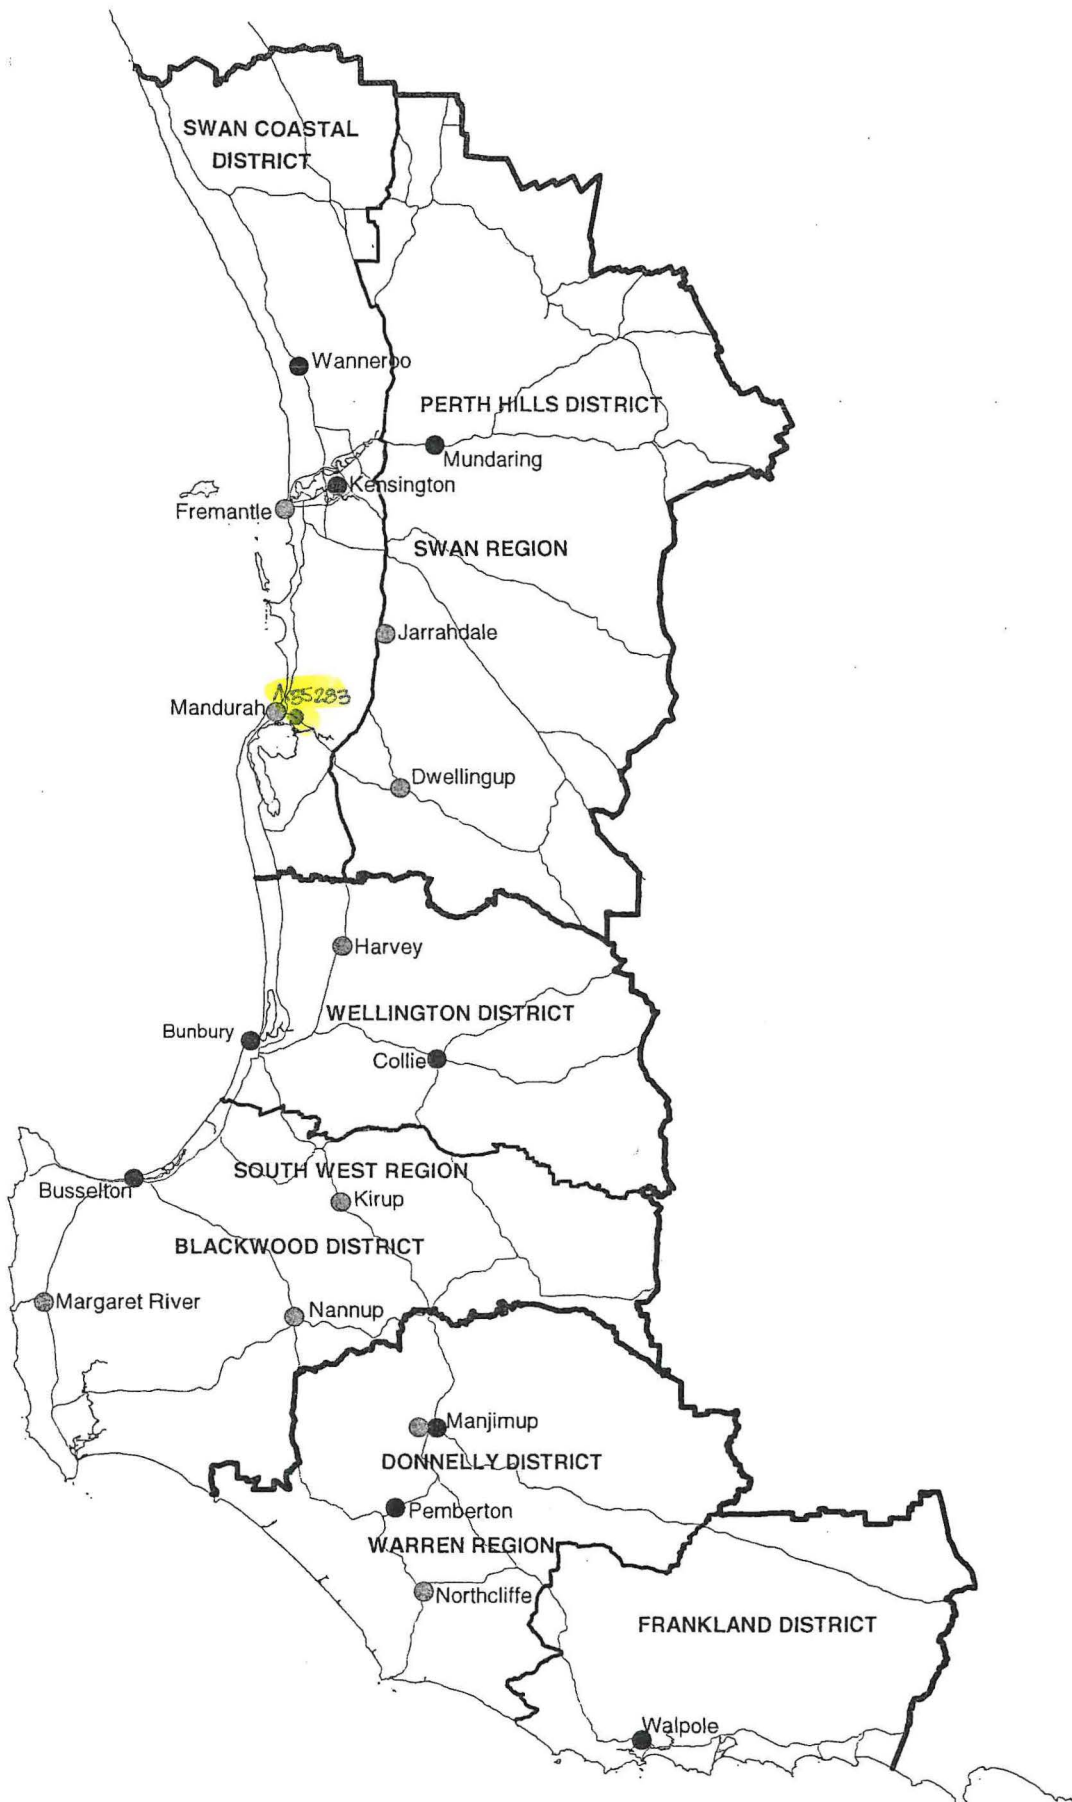 SWAN COASTAL
DISTRICT
Wanneroo
PERTH HILLS DISTRICT
Mundaring
Kensington
Fremantle
SWAN REGION
Jarrahdale
Mandurah
Dwellingup
Harvey
WELLINGTON DISTRICT
Bunbury
Collie
SOUTH WEST REGION
Busselton
Kirup
BLACKWOOD DISTRICT
Margaret River
Nannup
Manjimup
DONNELLY DISTRICT
Pemberton
WARREN REGION
Northcliffe
FRANKLAND DISTRICT
Walpole